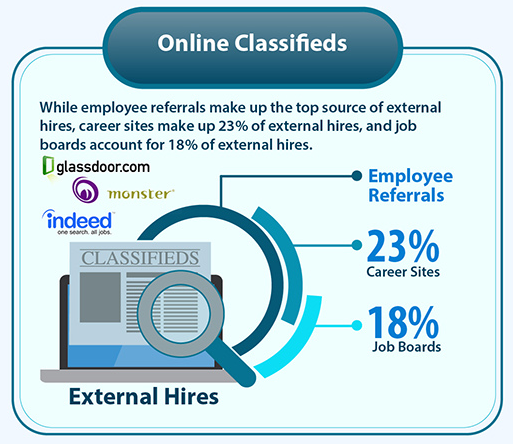 Online Classifieds
While employee referrals make up the top source of external
hires, career sites make up 23% of external hires, and job
boards account for 18% of external hires.
glassdoor.com
monster
indeed
one search. all jobs.
CLASSIFIEDS
Employee
Referrals
23%
Career Sites
18%
Job Boards
External Hires